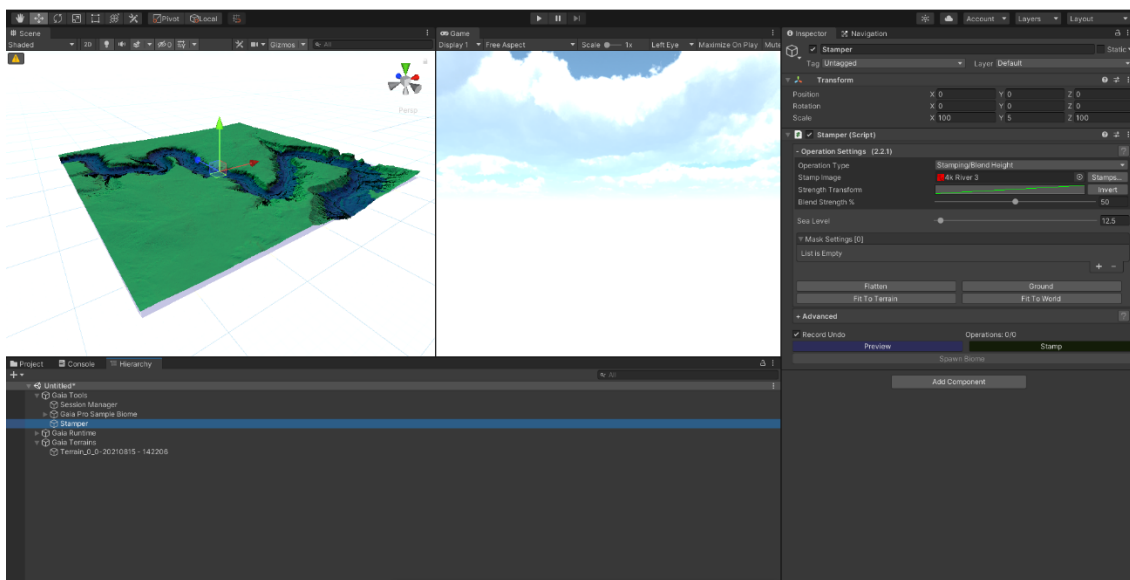 Pivot Local Account Layers Layout
Scene Game Inspector Navigation
Shaded 2D Gizmos All Display 1 Free Aspect Scale 1x Left Eye Maximize On Play Mute
Stamper Static
Tag Untagged Layer Default
Transform
Persp
Position X 0 Y 0 Z 0
Rotation X 0 Y 0 Z 0
Scale X 100 Y 5 Z 100
Stamper (Script)
- Operation Settings (2.2.1)
Operation Type Stamping/Blend Height
Stamp Image 4k River 3 Stamps...
Strength Transform Invert
Blend Strength % 50
Sea Level 12.5
Mask Settings [0]
List is Empty
+ -
Flatten Ground
Fit To Terrain Fit To World
+ Advanced
Record Undo Operations: 0/0
Preview Stamp
Spawn Biome
Add Component
Project Console Hierarchy
+ All
Untitled*
Gaia Tools
Session Manager
Gaia Pro Sample Biome
Stamper
Gaia Runtime
Gaia Terrains
Terrain_0_0-20210815 - 142206